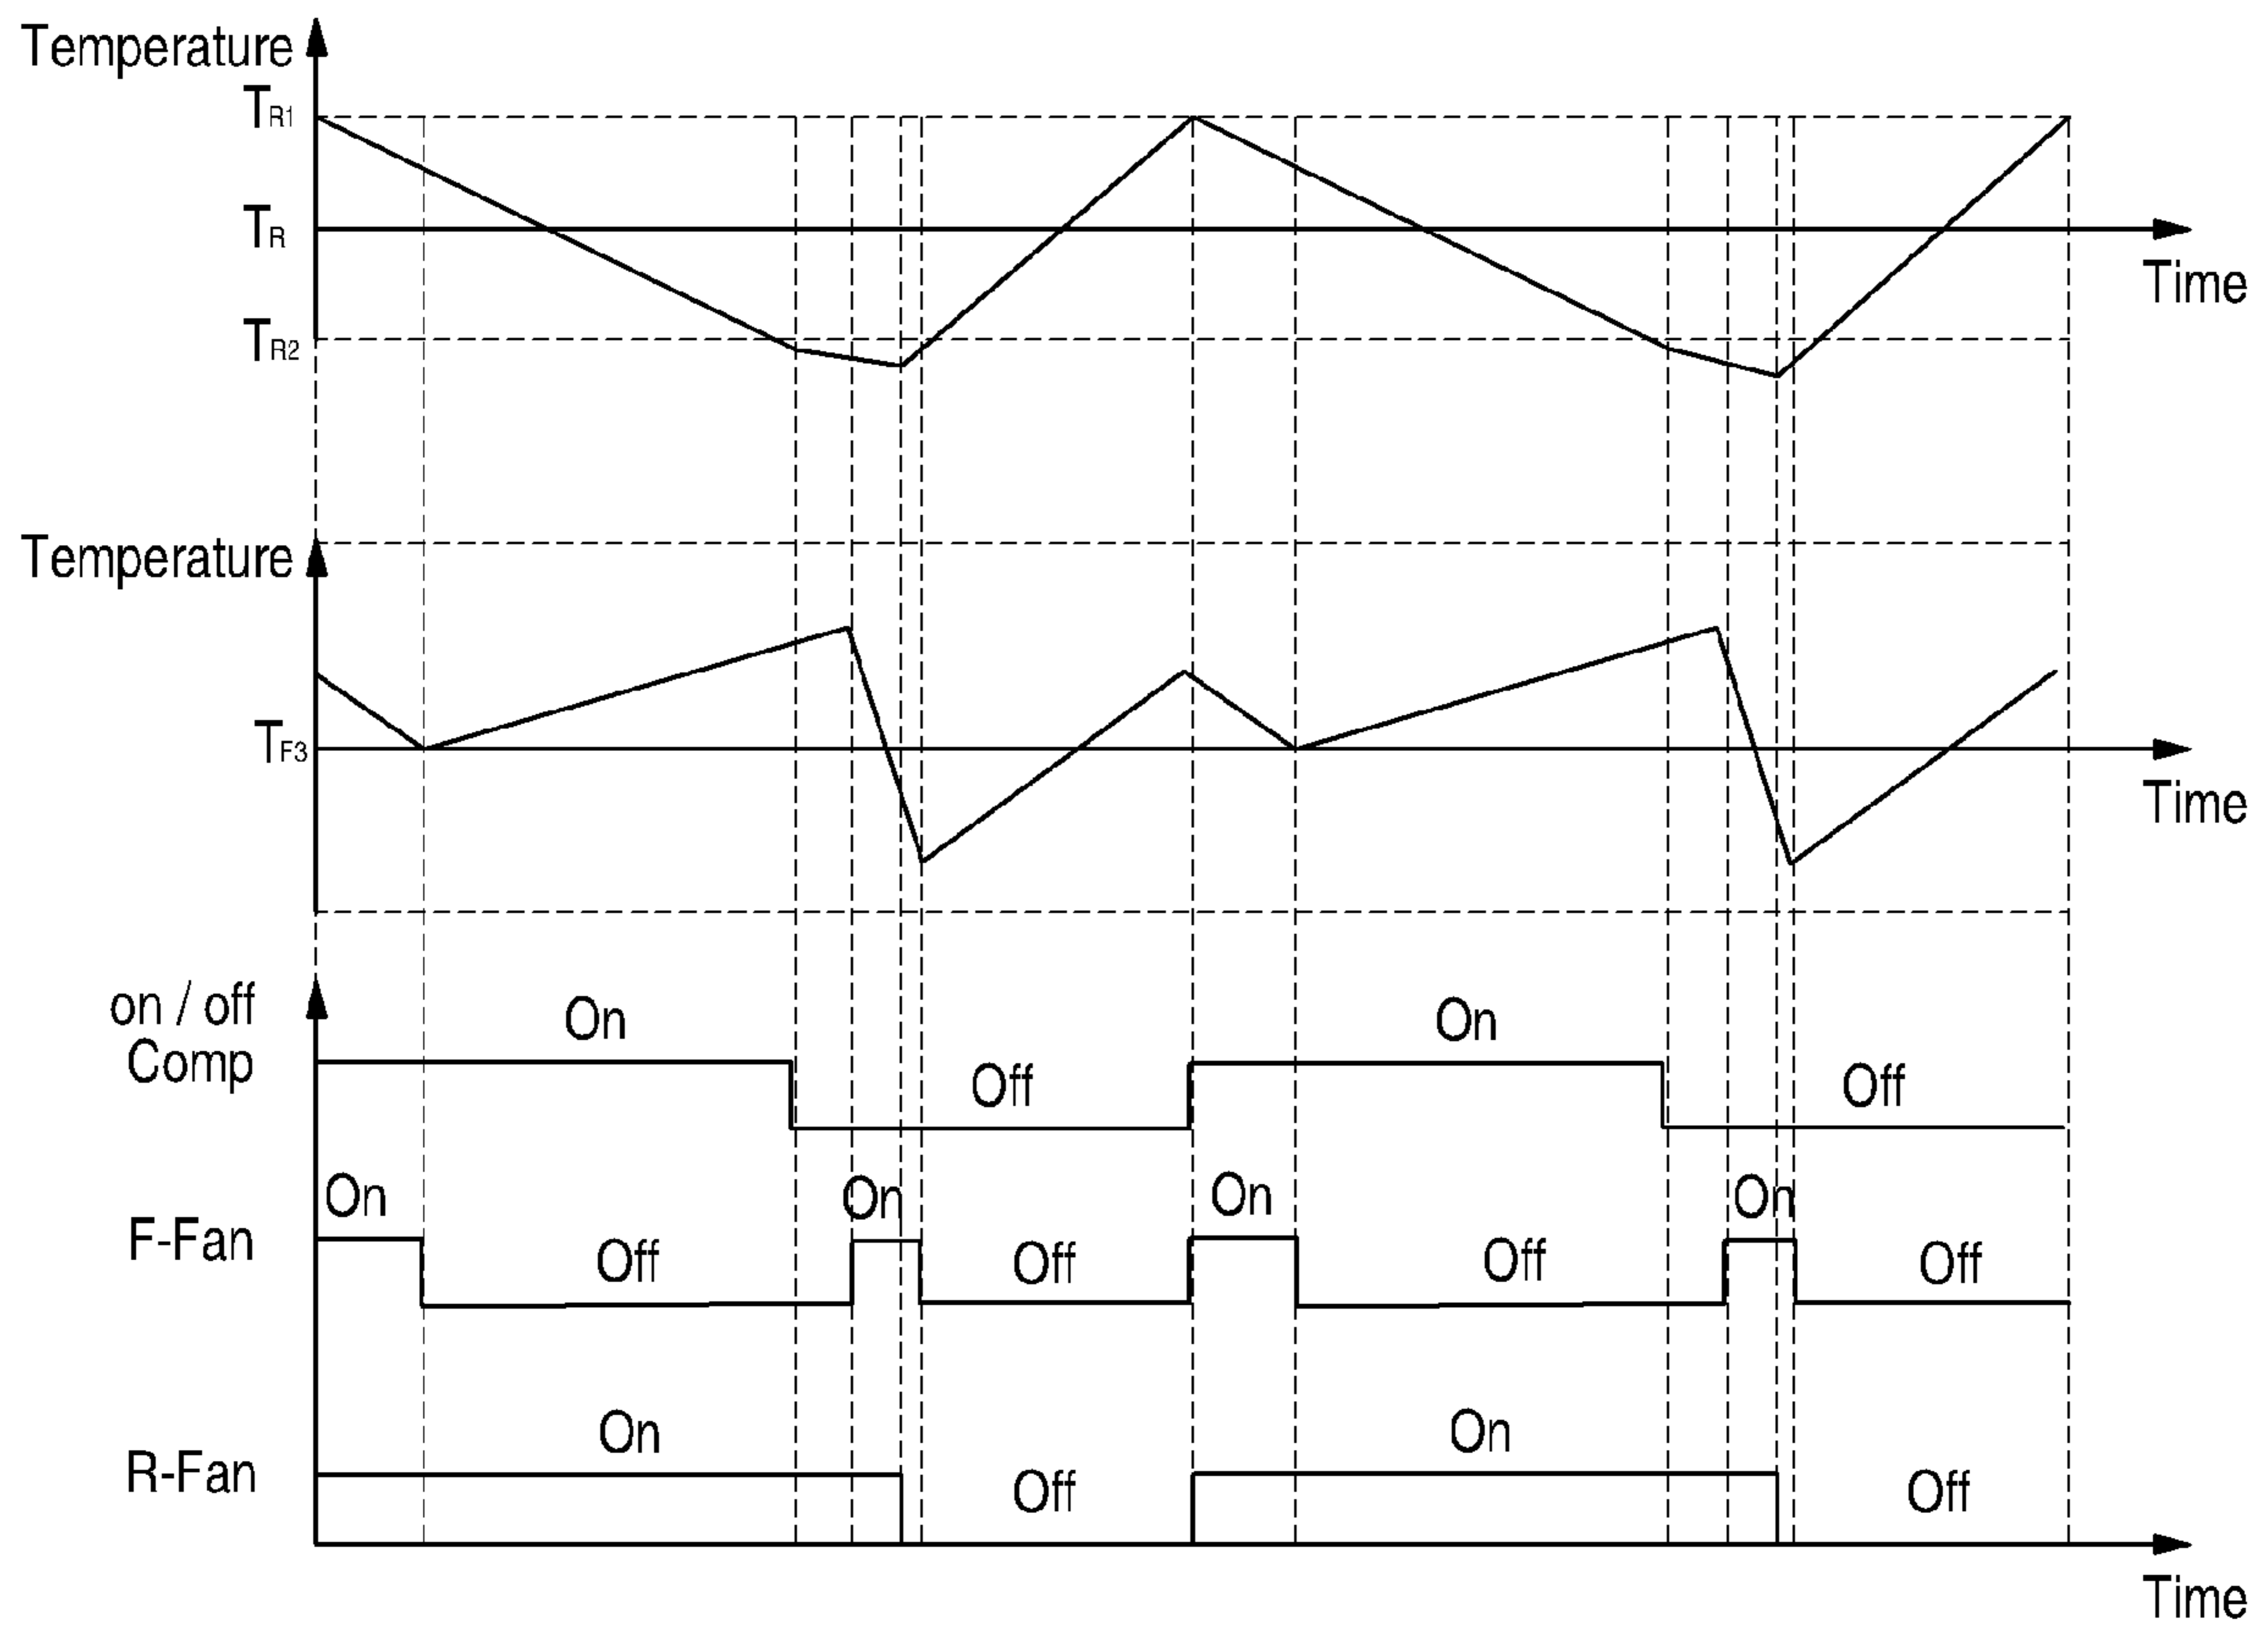 Temperature
TR1
TR
Time
TR2
Temperature
TF3
Time
on / off
Comp
On
Off
On
Off
F-Fan
On
Off
On
Off
On
Off
On
Off
R-Fan
On
Off
On
Off
Time